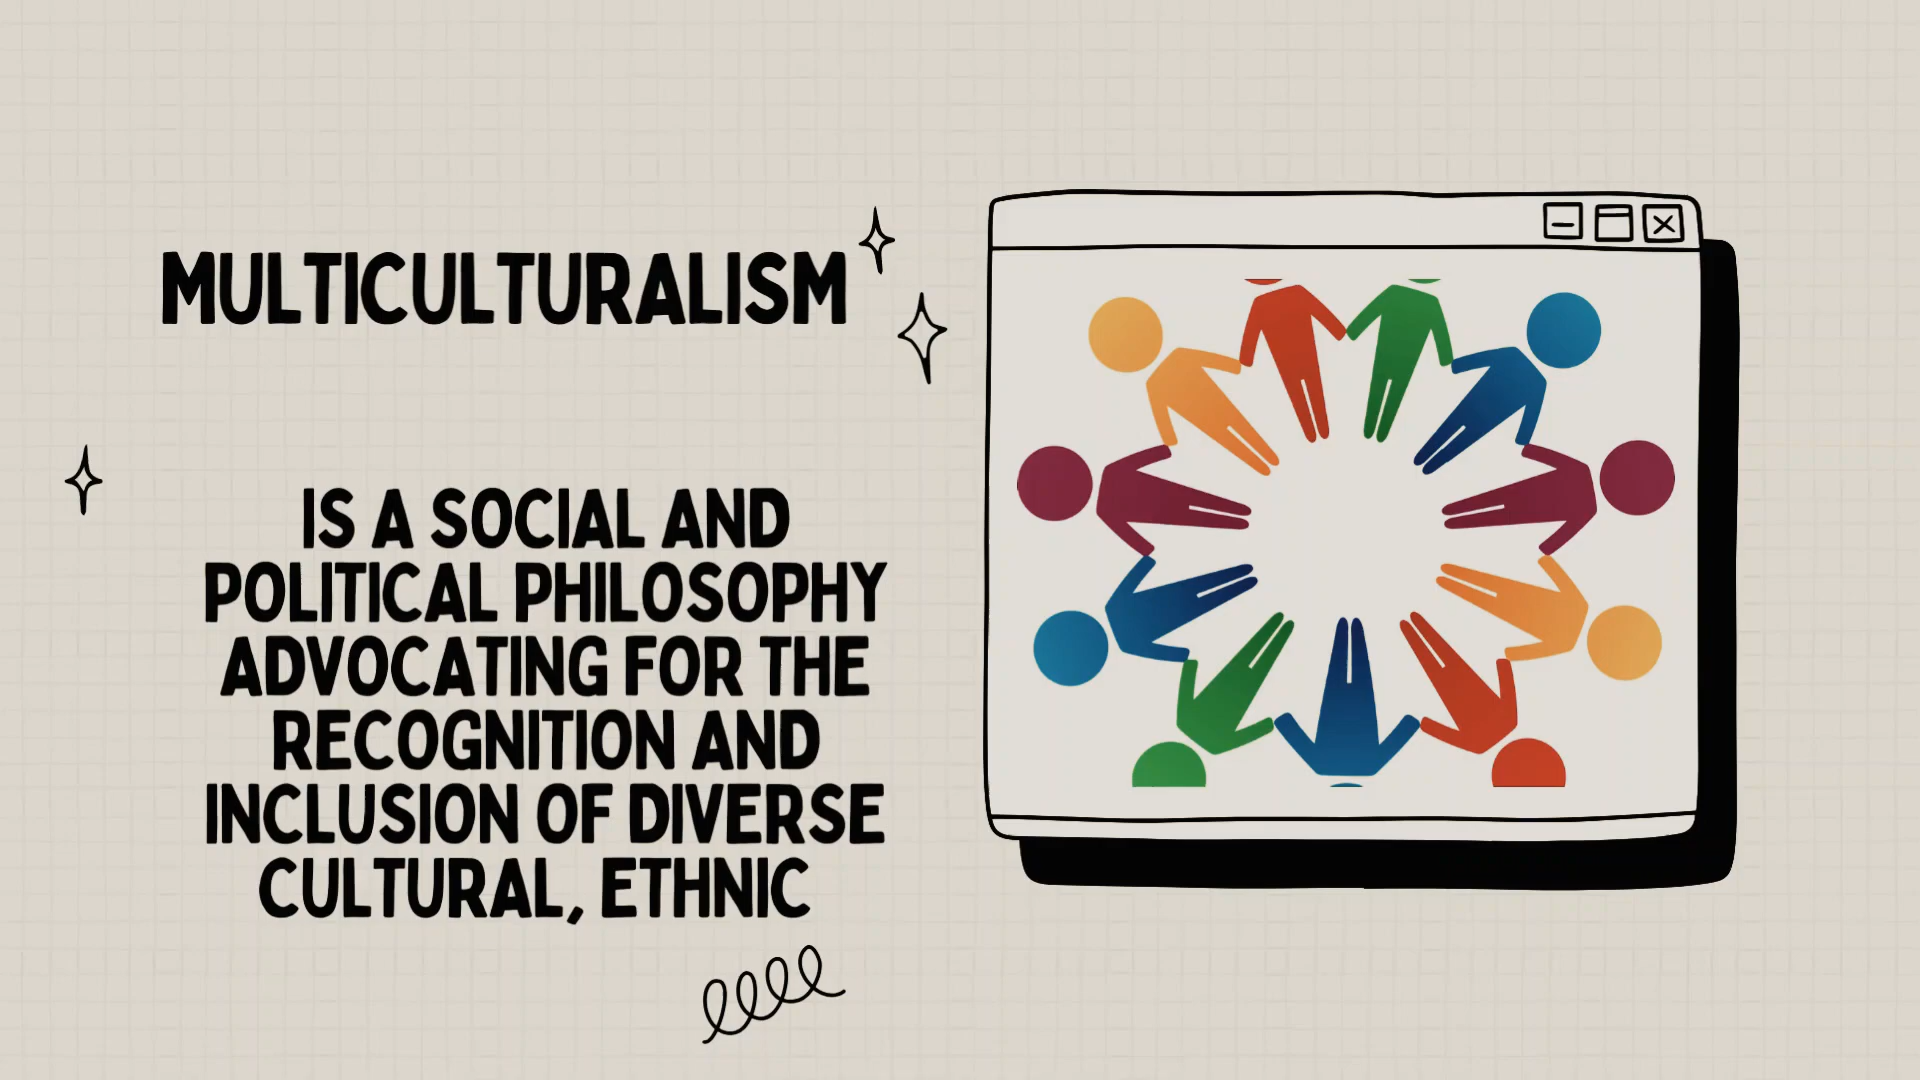 MULTICULTURALISM
IS A SOCIAL AND
POLITICAL PHILOSOPHY
ADVOCATING FOR THE
RECOGNITION AND
INCLUSION OF DIVERSE
CULTURAL, ETHNIC